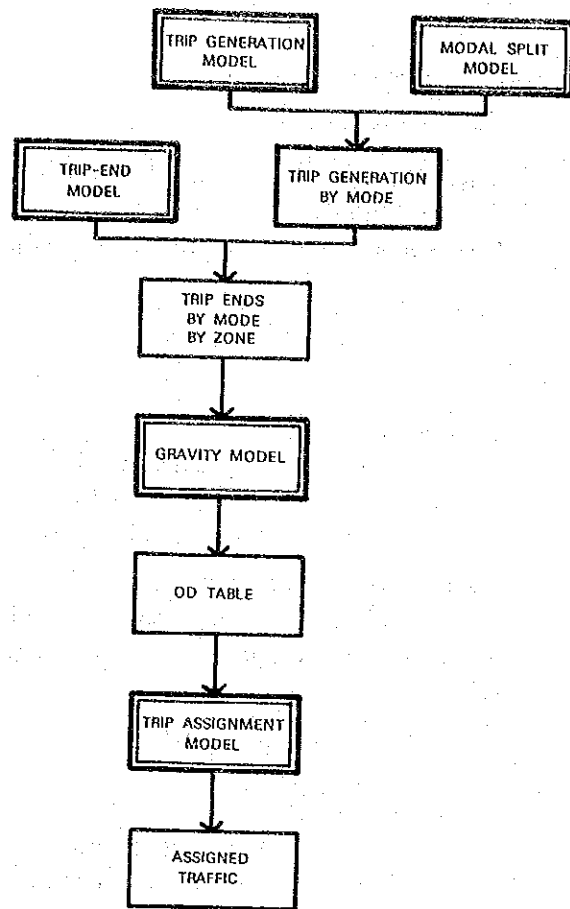 TRIP GENERATION
MODEL
MODAL SPLIT
MODEL
TRIP-END
MODEL
TRIP GENERATION
BY MODE
TRIP ENDS
BY MODE
BY ZONE
GRAVITY MODEL
OD TABLE
TRIP ASSIGNMENT
MODEL
ASSIGNED
TRAFFIC